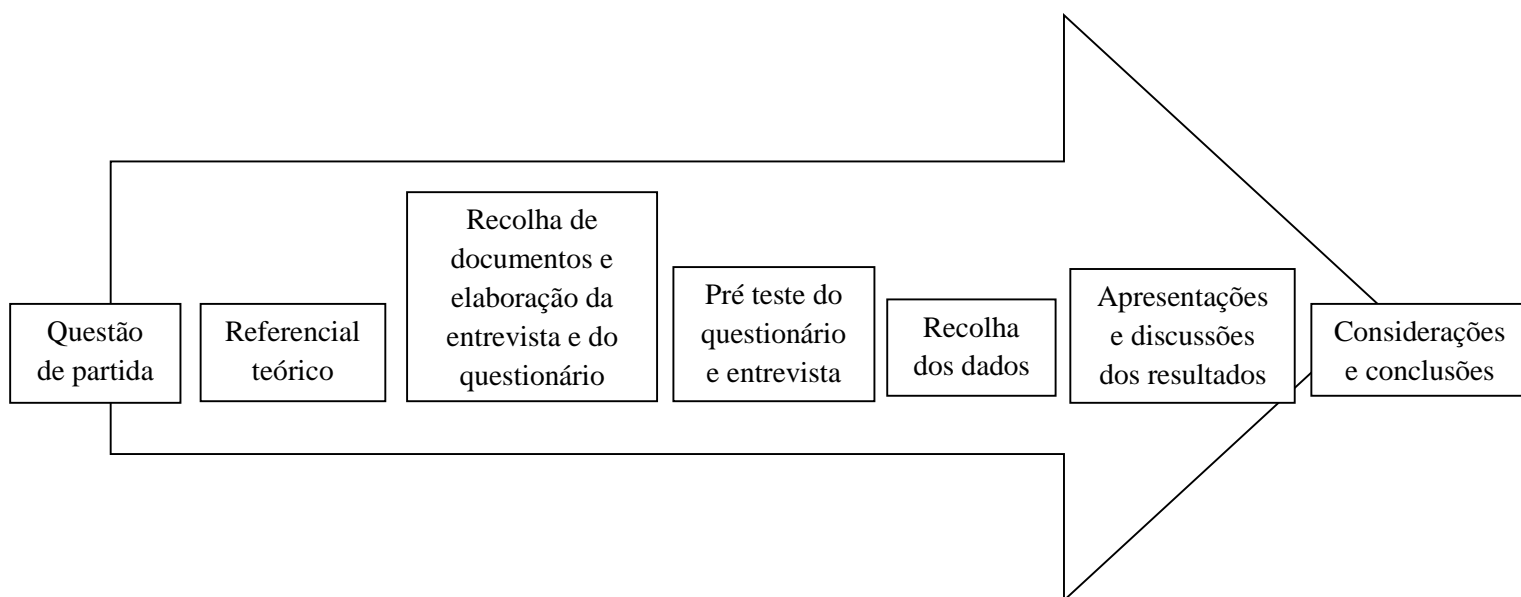 Questão
de partida
Referencial
teórico
Recolha de
documentos e
elaboração da
entrevista e do
questionário
Pré teste do
questionário
e entrevista
Recolha
dos dados
Apresentações
e discussões
dos resultados
Considerações
e conclusões